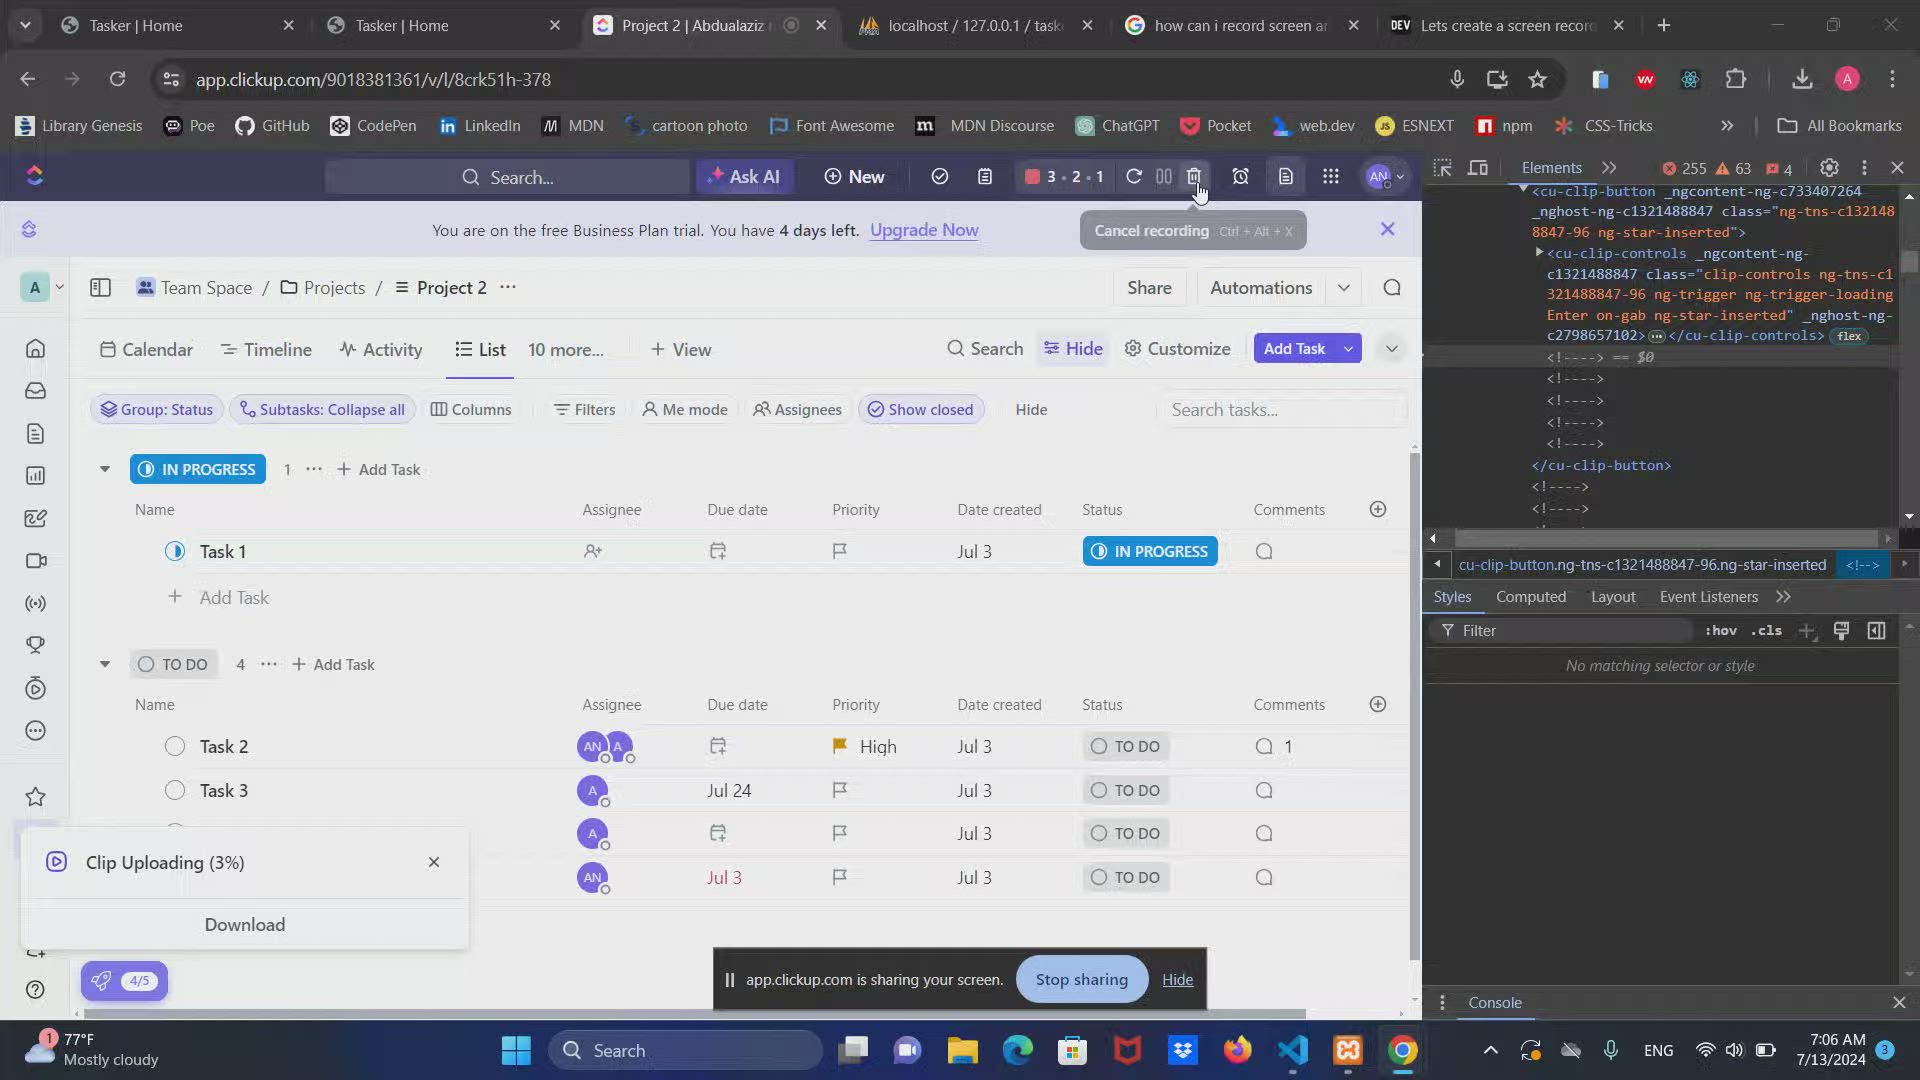 Tasker | Home
Tasker | Home
Project 2 | Abdualaziz
localhost / 127.0.0.1 / task
how can i record screen ar
DEV Lets create a screen record
app.clickup.com/9018381361/v/l/8crk51h-378
A
Library Genesis Poe GitHub CodePen LinkedIn MDN cartoon photo Font Awesome MDN Discourse ChatGPT Pocket web.dev ESNEXT npm CSS-Tricks All Bookmarks
Search... Ask AI New 3 • 2 • 1 AN
You are on the free Business Plan trial. You have 4 days left. Upgrade Now
Cancel recording Ctrl + Alt + X
A Team Space / Projects / Project 2 ... Share Automations
Calendar Timeline Activity List 10 more... + View Search Hide Customize Add Task
Group: Status Subtasks: Collapse all Columns Filters Me mode Assignees Show closed Hide Search tasks...
IN PROGRESS 1 ... + Add Task
Name Assignee Due date Priority Date created Status Comments
Task 1 Jul 3 IN PROGRESS
+ Add Task
TO DO 4 ... + Add Task
Name Assignee Due date Priority Date created Status Comments
Task 2 AN A High Jul 3 TO DO 1
Task 3 A Jul 24 Jul 3 TO DO
A Jul 3 TO DO
AN Jul 3 Jul 3 TO DO
Clip Uploading (3%)
Download
4/5
app.clickup.com is sharing your screen. Stop sharing Hide
Elements 255 63 4
<cu-clip-button _ngcontent-ng-c733407264
_nghost-ng-c1321488847 class="ng-tns-c132148
8847-96 ng-star-inserted">
<cu-clip-controls _ngcontent-ng-
c1321488847 class="clip-controls ng-tns-c1
321488847-96 ng-trigger ng-trigger-loading
Enter on-gab ng-star-inserted" _nghost-ng-
c2798657102>⋯</cu-clip-controls> flex
<!----> == $0
<!---->
<!---->
<!---->
<!---->
</cu-clip-button>
<!---->
<!---->
cu-clip-button.ng-tns-c1321488847-96.ng-star-inserted <!-->
Styles Computed Layout Event Listeners
Filter :hov .cls
No matching selector or style
Console
1 77°F
Mostly cloudy
Search
ENG
7:06 AM
7/13/2024
3